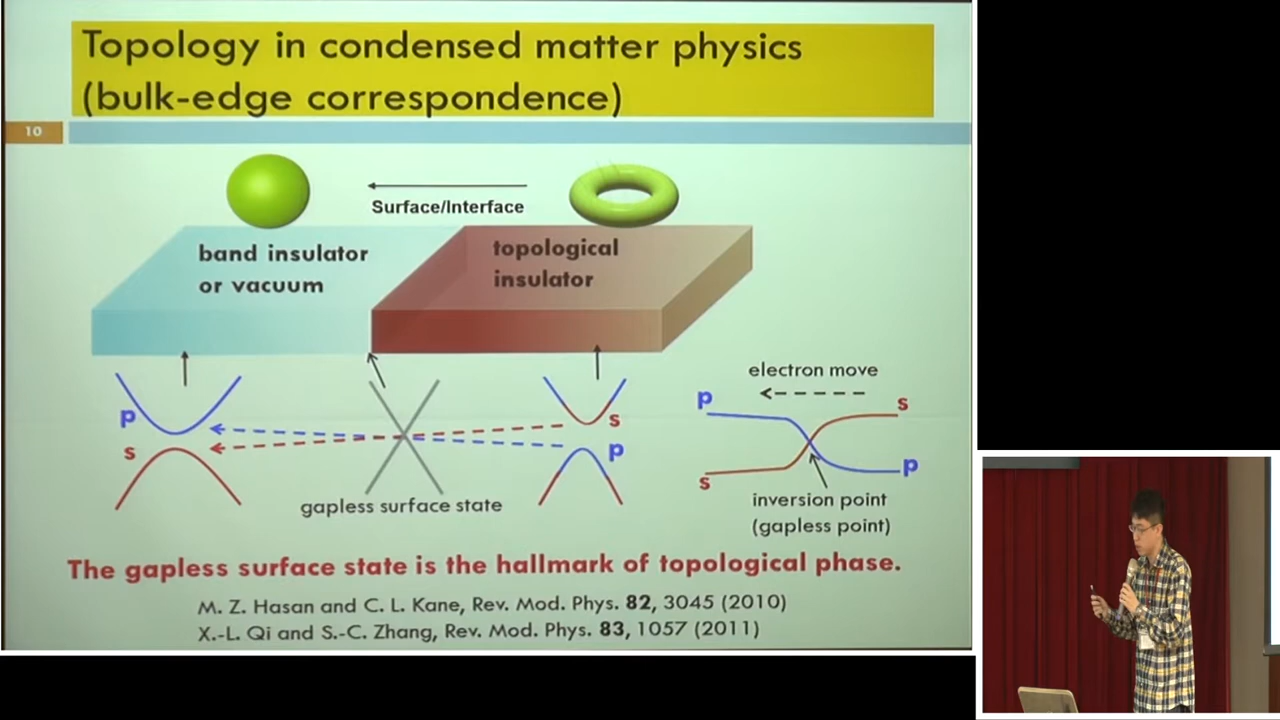 Topology in condensed matter physics
(bulk-edge correspondence)
10
Surface/Interface
band insulator
or vacuum
topological
insulator
electron move
p
s
s
p
p
s
s
p
gapless surface state
inversion point
(gapless point)
The gapless surface state is the hallmark of topological phase.
M. Z. Hasan and C. L. Kane, Rev. Mod. Phys. 82, 3045 (2010)
X.-L. Qi and S.-C. Zhang, Rev. Mod. Phys. 83, 1057 (2011)